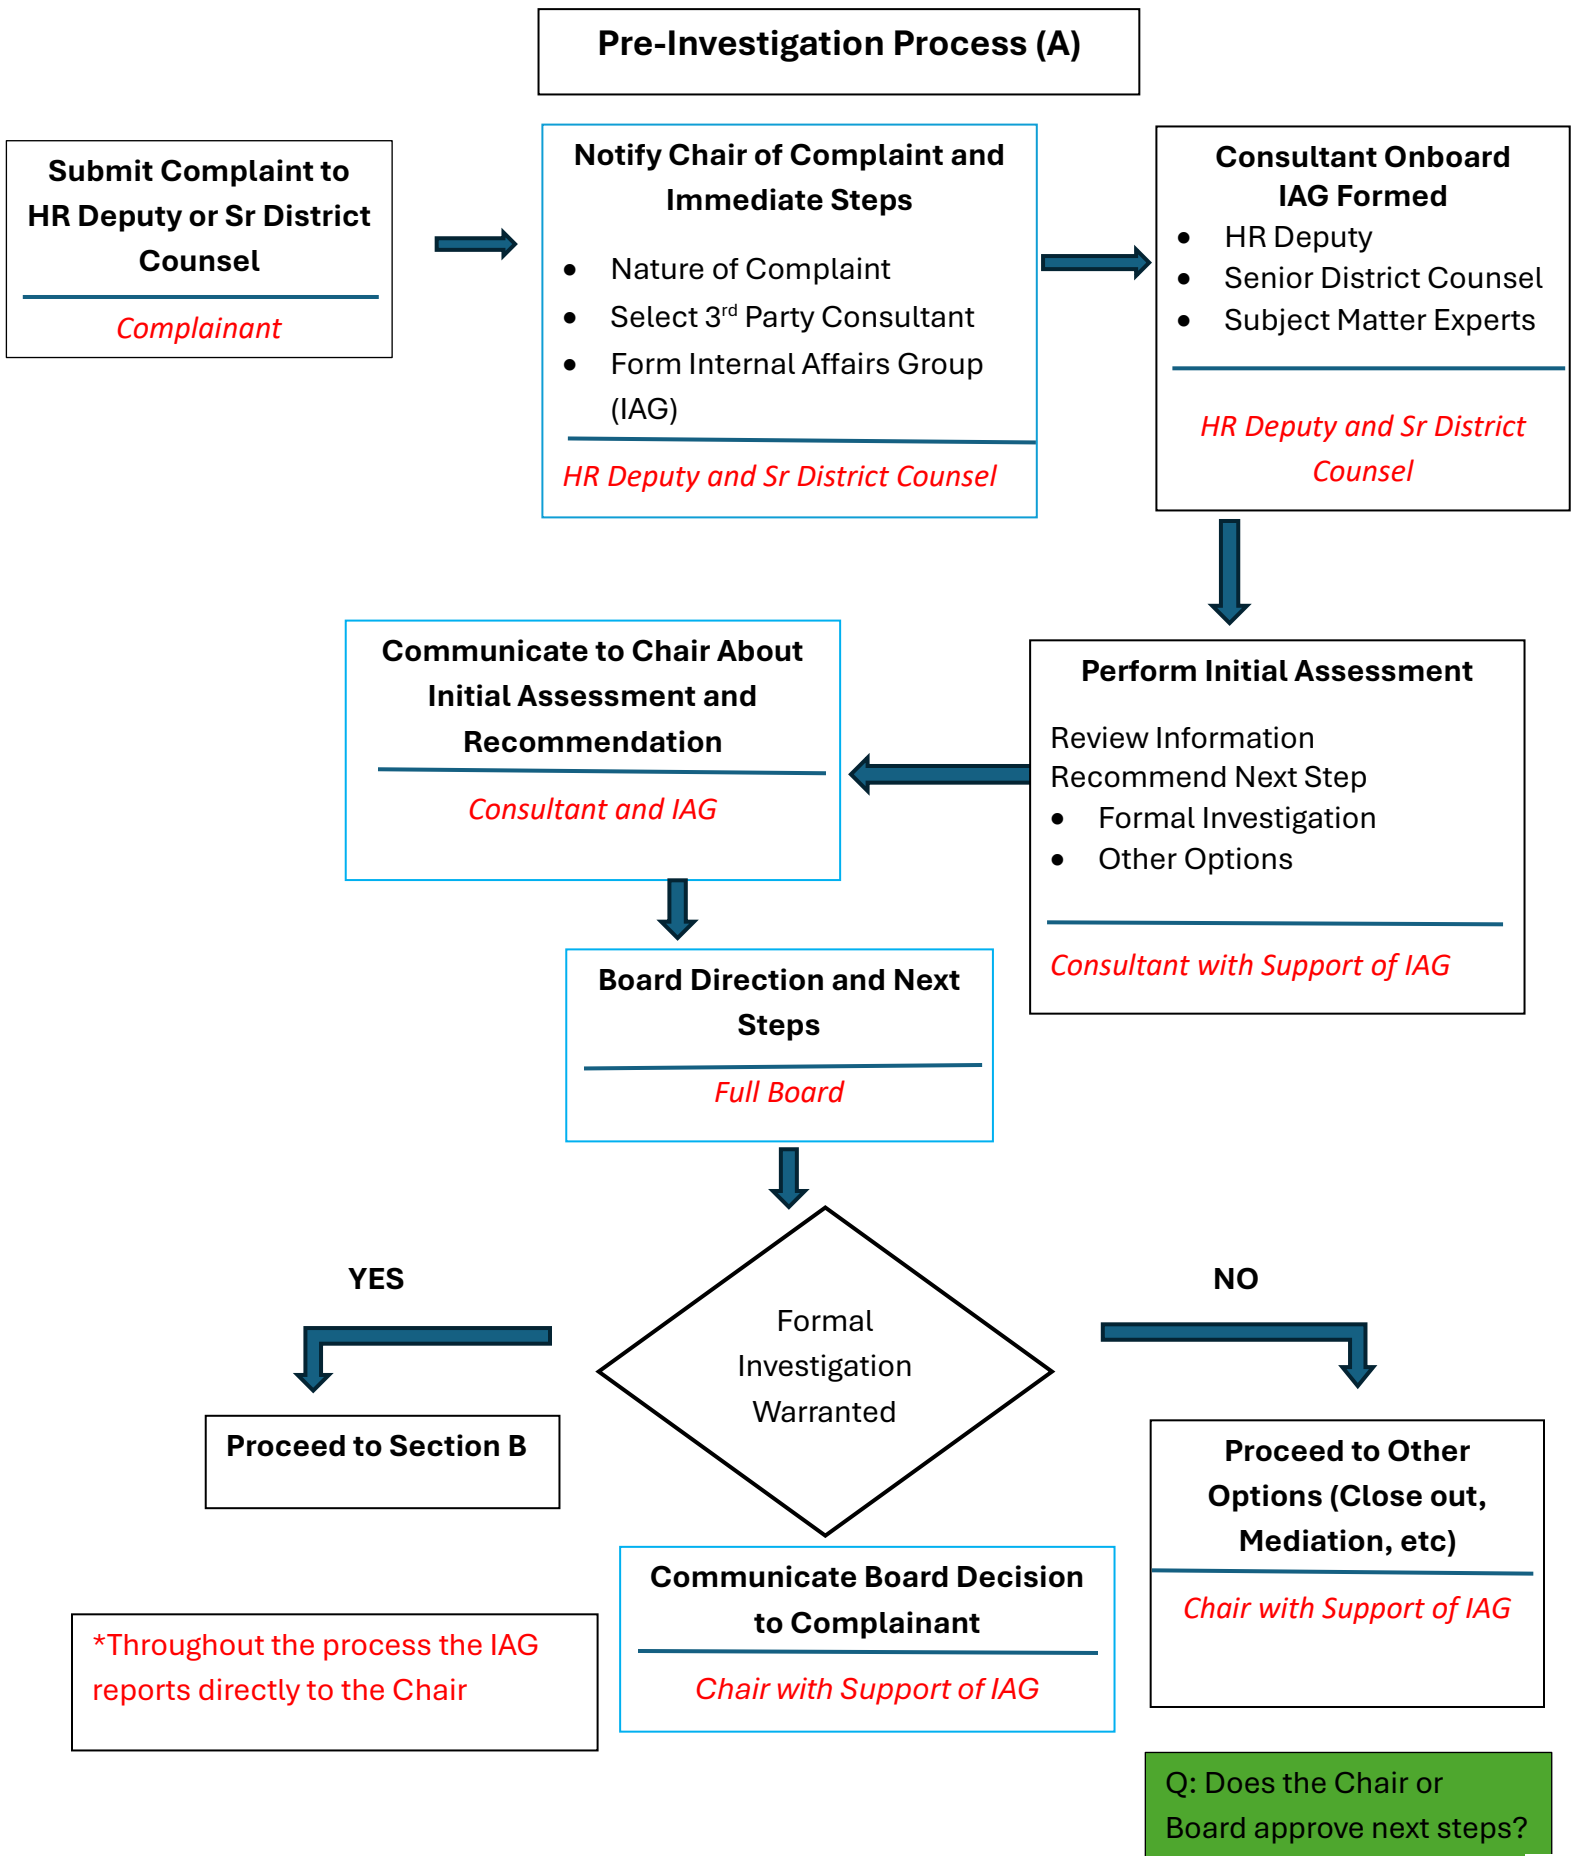 Pre-Investigation Process (A)
Submit Complaint to
HR Deputy or Sr District
Counsel
Complainant
Notify Chair of Complaint and
Immediate Steps
• Nature of Complaint
• Select 3rd Party Consultant
• Form Internal Affairs Group
(IAG)
HR Deputy and Sr District Counsel
Consultant Onboard
IAG Formed
• HR Deputy
• Senior District Counsel
• Subject Matter Experts
HR Deputy and Sr District
Counsel
Perform Initial Assessment
Review Information
Recommend Next Step
• Formal Investigation
• Other Options
Consultant with Support of IAG
Communicate to Chair About
Initial Assessment and
Recommendation
Consultant and IAG
Board Direction and Next
Steps
Full Board
Formal
Investigation
Warranted
YES
Proceed to Section B
NO
Proceed to Other
Options (Close out,
Mediation, etc)
Chair with Support of IAG
Communicate Board Decision
to Complainant
Chair with Support of IAG
*Throughout the process the IAG
reports directly to the Chair
Q: Does the Chair or
Board approve next steps?